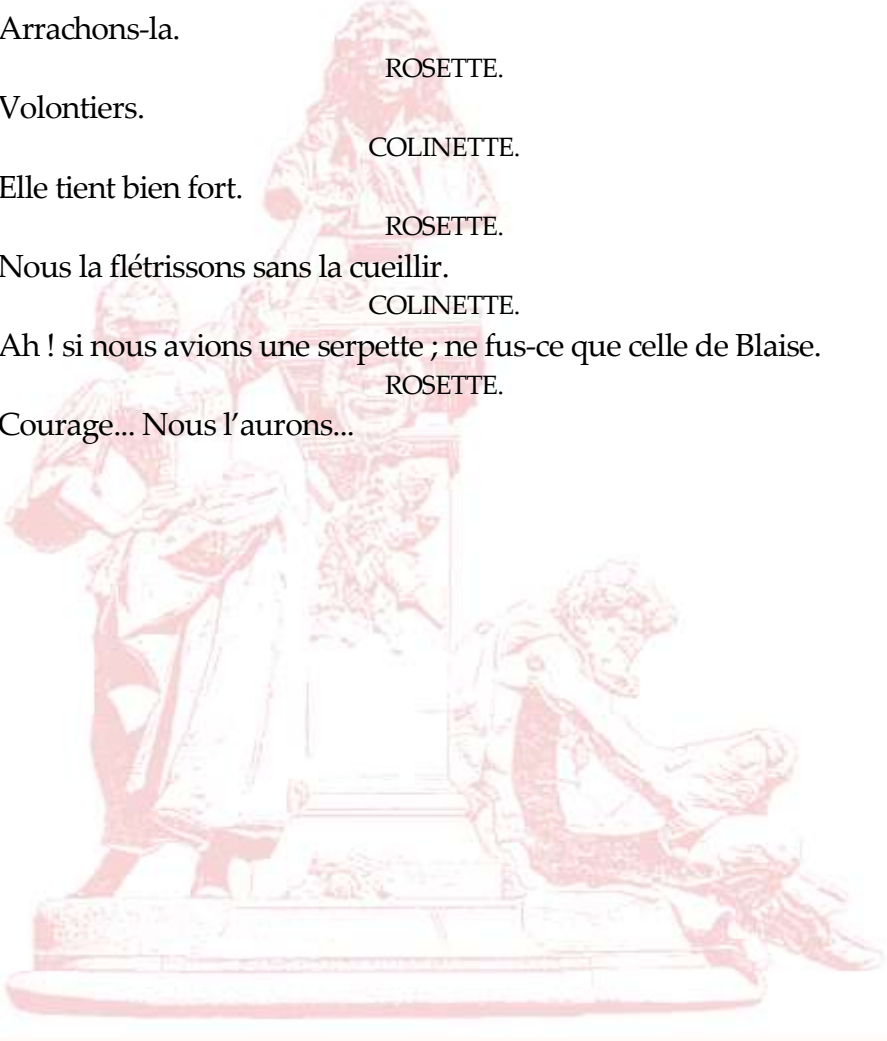 Arrachons-la.
ROSETTE.
Volontiers.
COLINETTE.
Elle tient bien fort.
ROSETTE.
Nous la flétrissons sans la cueillir.
COLINETTE.
Ah ! si nous avions une serpette ; ne fus-ce que celle de Blaise.
ROSETTE.
Courage... Nous l’aurons...